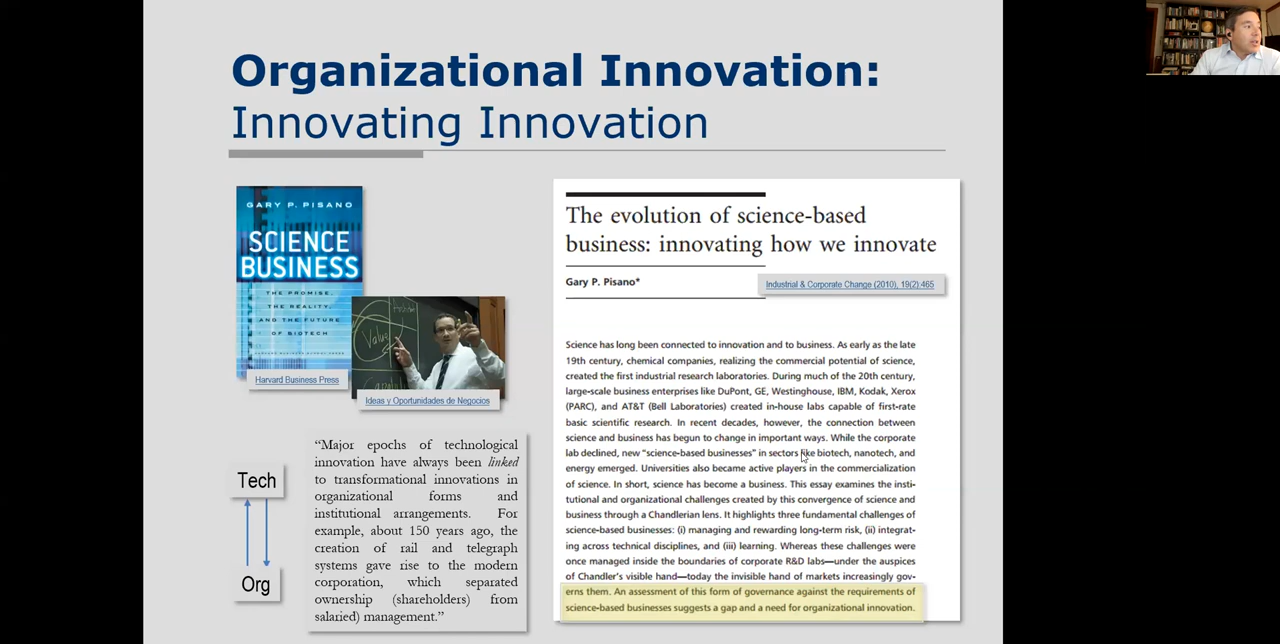 Organizational Innovation:
Innovating Innovation
GARY P. PISANO
SCIENCE
BUSINESS
THE PROMISE,
THE REALITY,
AND THE FUTURE
OF BIOTECH
Harvard Business Press
Value
Ideas y Oportunidades de Negocios
Tech
Org
“Major epochs of technological
innovation have always been linked
to transformational innovations in
organizational forms and
institutional arrangements. For
example, about 150 years ago, the
creation of rail and telegraph
systems gave rise to the modern
corporation, which separated
ownership (shareholders) from
salaried) management.”
The evolution of science-based
business: innovating how we innovate
Gary P. Pisano*
Industrial & Corporate Change (2010), 19(2):465
Science has long been connected to innovation and to business. As early as the late
19th century, chemical companies, realizing the commercial potential of science,
created the first industrial research laboratories. During much of the 20th century,
large-scale business enterprises like DuPont, GE, Westinghouse, IBM, Kodak, Xerox
(PARC), and AT&T (Bell Laboratories) created in-house labs capable of first-rate
basic scientific research. In recent decades, however, the connection between
science and business has begun to change in important ways. While the corporate
lab declined, new “science-based businesses” in sectors like biotech, nanotech, and
energy emerged. Universities also became active players in the commercialization
of science. In short, science has become a business. This essay examines the insti-
tutional and organizational challenges created by this convergence of science and
business through a Chandlerian lens. It highlights three fundamental challenges of
science-based businesses: (i) managing and rewarding long-term risk, (ii) integrat-
ing across technical disciplines, and (iii) learning. Whereas these challenges were
once managed inside the boundaries of corporate R&D labs—under the auspices
of Chandler’s visible hand—today the invisible hand of markets increasingly gov-
erns them. An assessment of this form of governance against the requirements of
science-based businesses suggests a gap and a need for organizational innovation.